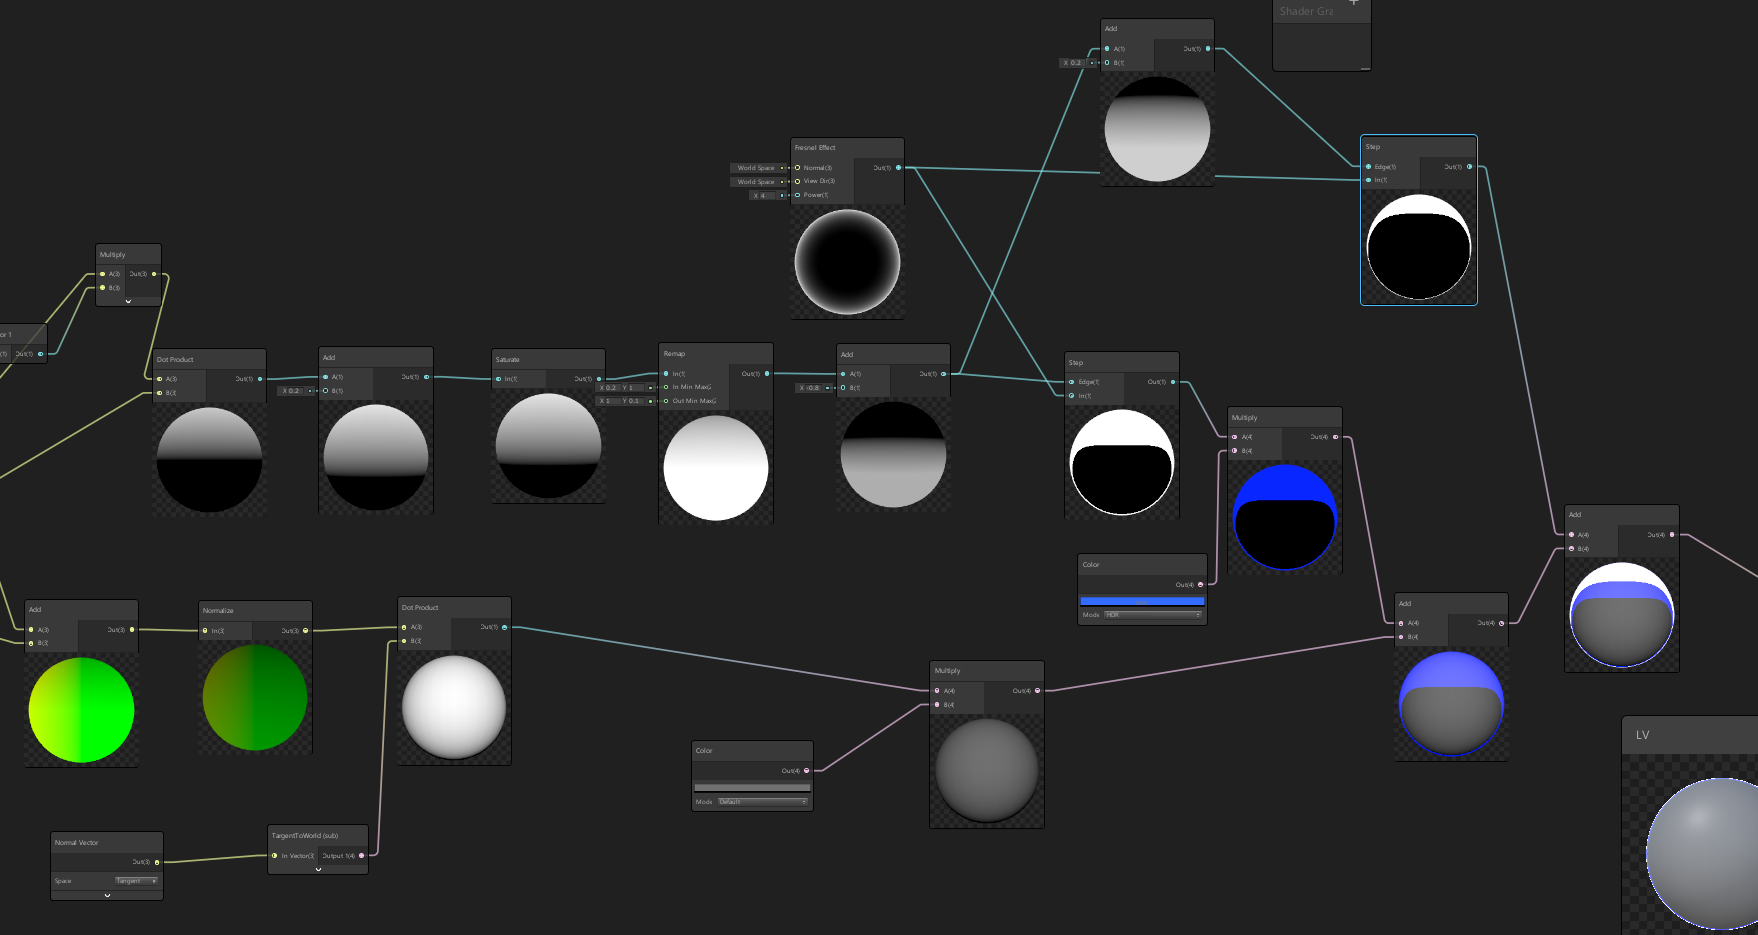 Shader Gra
Add
A(1) Out(1)
X 0.2 B(1)
Fresnel Effect
World Space Normal(3) Out(1)
World Space View Dir(3)
X 4 Power(1)
Step
Edge(1) Out(1)
In(1)
Multiply
A(3) Out(3)
B(3)
or 1
(1) Out(1)
Dot Product
A(3) Out(1)
B(3)
Add
A(1) Out(1)
X 0.2 B(1)
Saturate
In(1) Out(1)
Remap
In(1) Out(1)
X 0.2 Y 1 In Min Max(
X 1 Y 0.1 Out Min Max(
Add
A(1) Out(1)
X -0.8 B(1)
Step
Edge(1) Out(1)
In(1)
Multiply
A(4) Out(4)
B(4)
Color
Out(4)
Mode HDR
Add
A(4) Out(4)
B(4)
Add
A(3) Out(3)
B(3)
Normalize
In(3) Out(3)
Dot Product
A(3) Out(1)
B(3)
Add
A(4) Out(4)
B(4)
Multiply
A(4) Out(4)
B(4)
Color
Out(4)
Mode Default
LV
Normal Vector
Out(3)
Space Tangent
TargentToWorld (sub)
In Vector(3) Output 1(4)